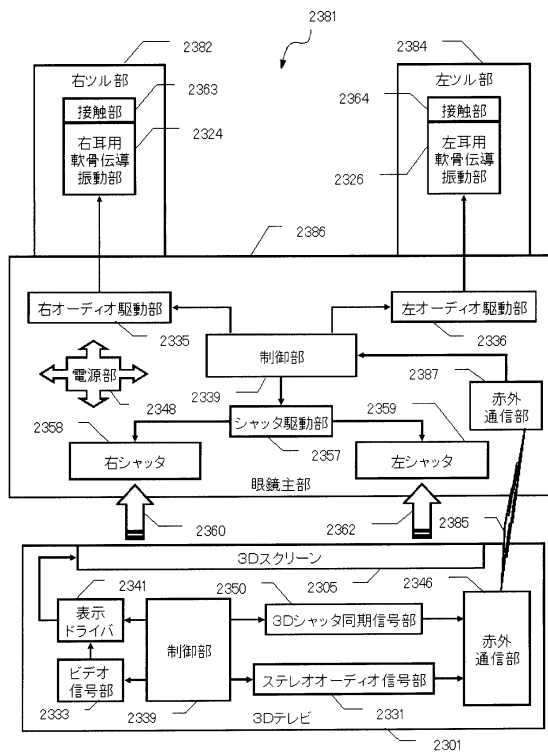 2381
2382
2384
右ツル部
左ツル部
2363
2364
接触部
接触部
2324
右耳用
軟骨伝導
振動部
左耳用
軟骨伝導
振動部
2326
2386
右オーディオ駆動部
左オーディオ駆動部
2335
2336
制御部
2339
2387
電源部
2348
赤外
通信部
シャッタ駆動部
2357
2358
2359
右シャッタ
左シャッタ
眼鏡主部
2360
2362
2385
3Dスクリーン
2341
2350
2305
2346
表示
ドライバ
3Dシャッタ同期信号部
制御部
赤外
通信部
ビデオ
信号部
ステレオオーディオ信号部
2333
2339
2331
3Dテレビ
2301